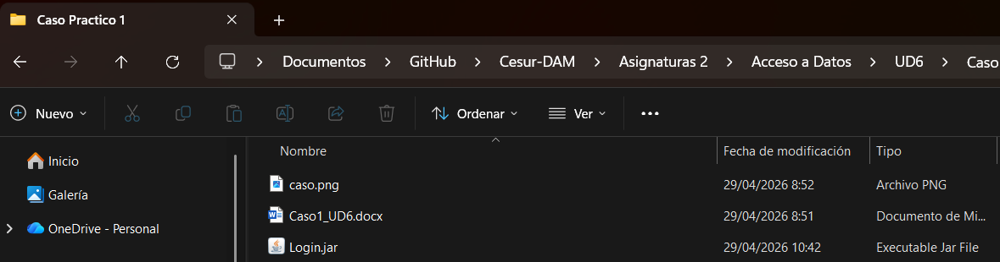 Caso Practico 1
Documentos > GitHub > Cesur-DAM > Asignaturas 2 > Acceso a Datos > UD6 > Caso
Nuevo Ordenar Ver
Nombre Fecha de modificación Tipo
Inicio
caso.png 29/04/2026 8:52 Archivo PNG
Galería
Caso1_UD6.docx 29/04/2026 8:51 Documento de Mi...
OneDrive - Personal
Login.jar 29/04/2026 10:42 Executable Jar File